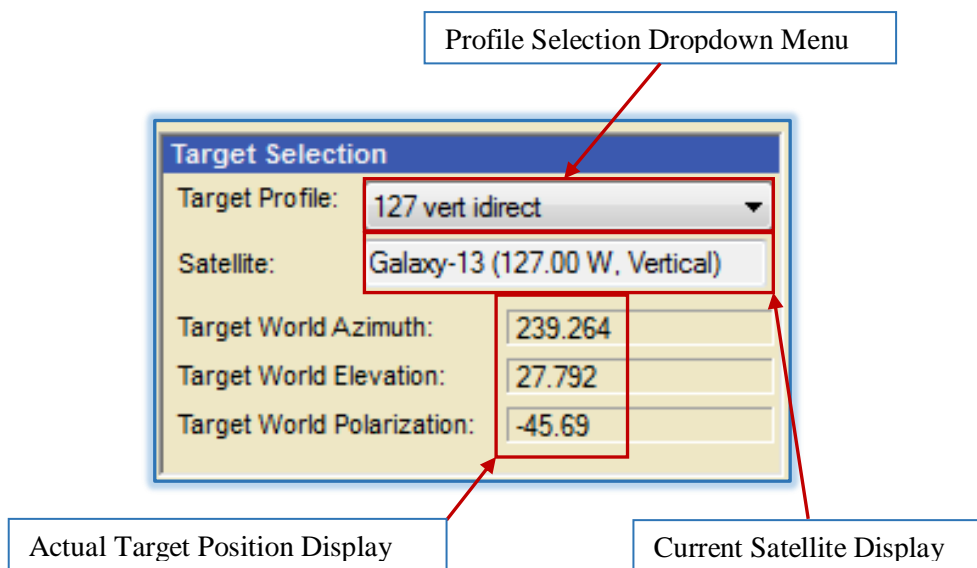 Profile Selection Dropdown Menu
Target Selection
Target Profile: 127 vert idirect
Satellite: Galaxy-13 (127.00 W, Vertical)
Target World Azimuth: 239.264
Target World Elevation: 27.792
Target World Polarization: -45.69
Actual Target Position Display
Current Satellite Display